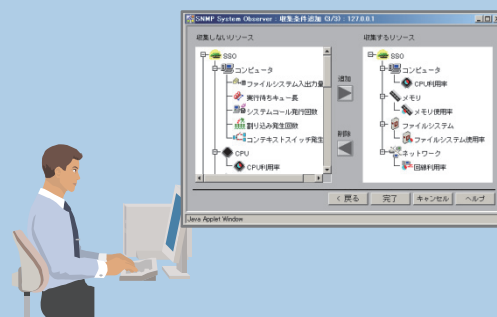 SNMP System Observer : 収集条件追加 (3/3) : 127.0.0.1
収集しないリソース
SSO
コンピュータ
ファイルシステム入出力量
実行待ちキュー長
システムコール発行回数
割り込み発生回数
コンテキストスイッチ発生
CPU
CPU利用率
追加
削除
収集するリソース
SSO
コンピュータ
CPU利用率
メモリ
メモリ使用率
ファイルシステム
ファイルシステム使用率
ネットワーク
回線利用率
< 戻る
完了
キャンセル
ヘルプ
Java Applet Window